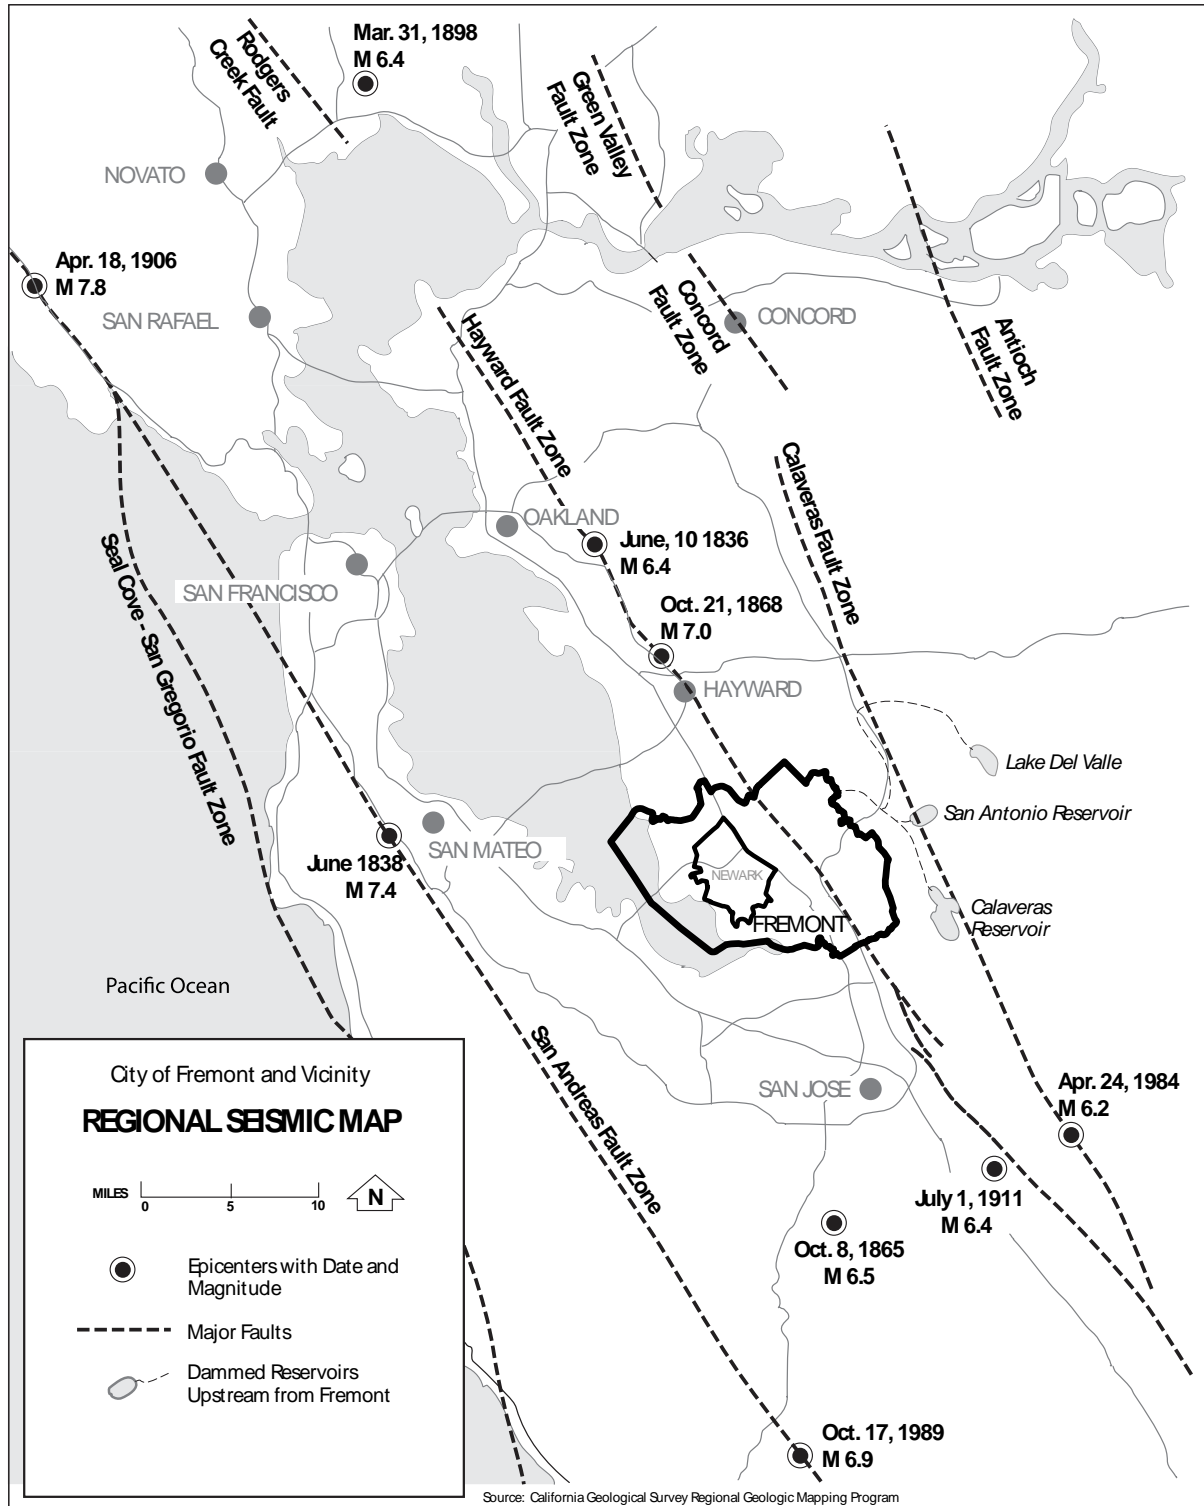 Mar. 31, 1898
M 6.4
Rodgers
Creek Fault
Green Valley
Fault Zone
NOVATO
Apr. 18, 1906
M 7.8
SAN RAFAEL
Hayward Fault Zone
Concord
Fault Zone
CONCORD
Antioch
Fault Zone
Calaveras Fault Zone
OAKLAND
June, 10 1836
M 6.4
SAN FRANCISCO
Seal Cove - San Gregorio Fault Zone
Oct. 21, 1868
M 7.0
HAYWARD
Lake Del Valle
San Antonio Reservoir
SAN MATEO
June 1838
M 7.4
NEWARK
FREMONT
Calaveras
Reservoir
Pacific Ocean
San Andreas Fault Zone
SAN JOSE
Apr. 24, 1984
M 6.2
July 1, 1911
M 6.4
Oct. 8, 1865
M 6.5
Oct. 17, 1989
M 6.9
City of Fremont and Vicinity
REGIONAL SEISMIC MAP
MILES
0 5 10
N
Epicenters with Date and
Magnitude
Major Faults
Dammed Reservoirs
Upstream from Fremont
Source: California Geological Survey Regional Geologic Mapping Program